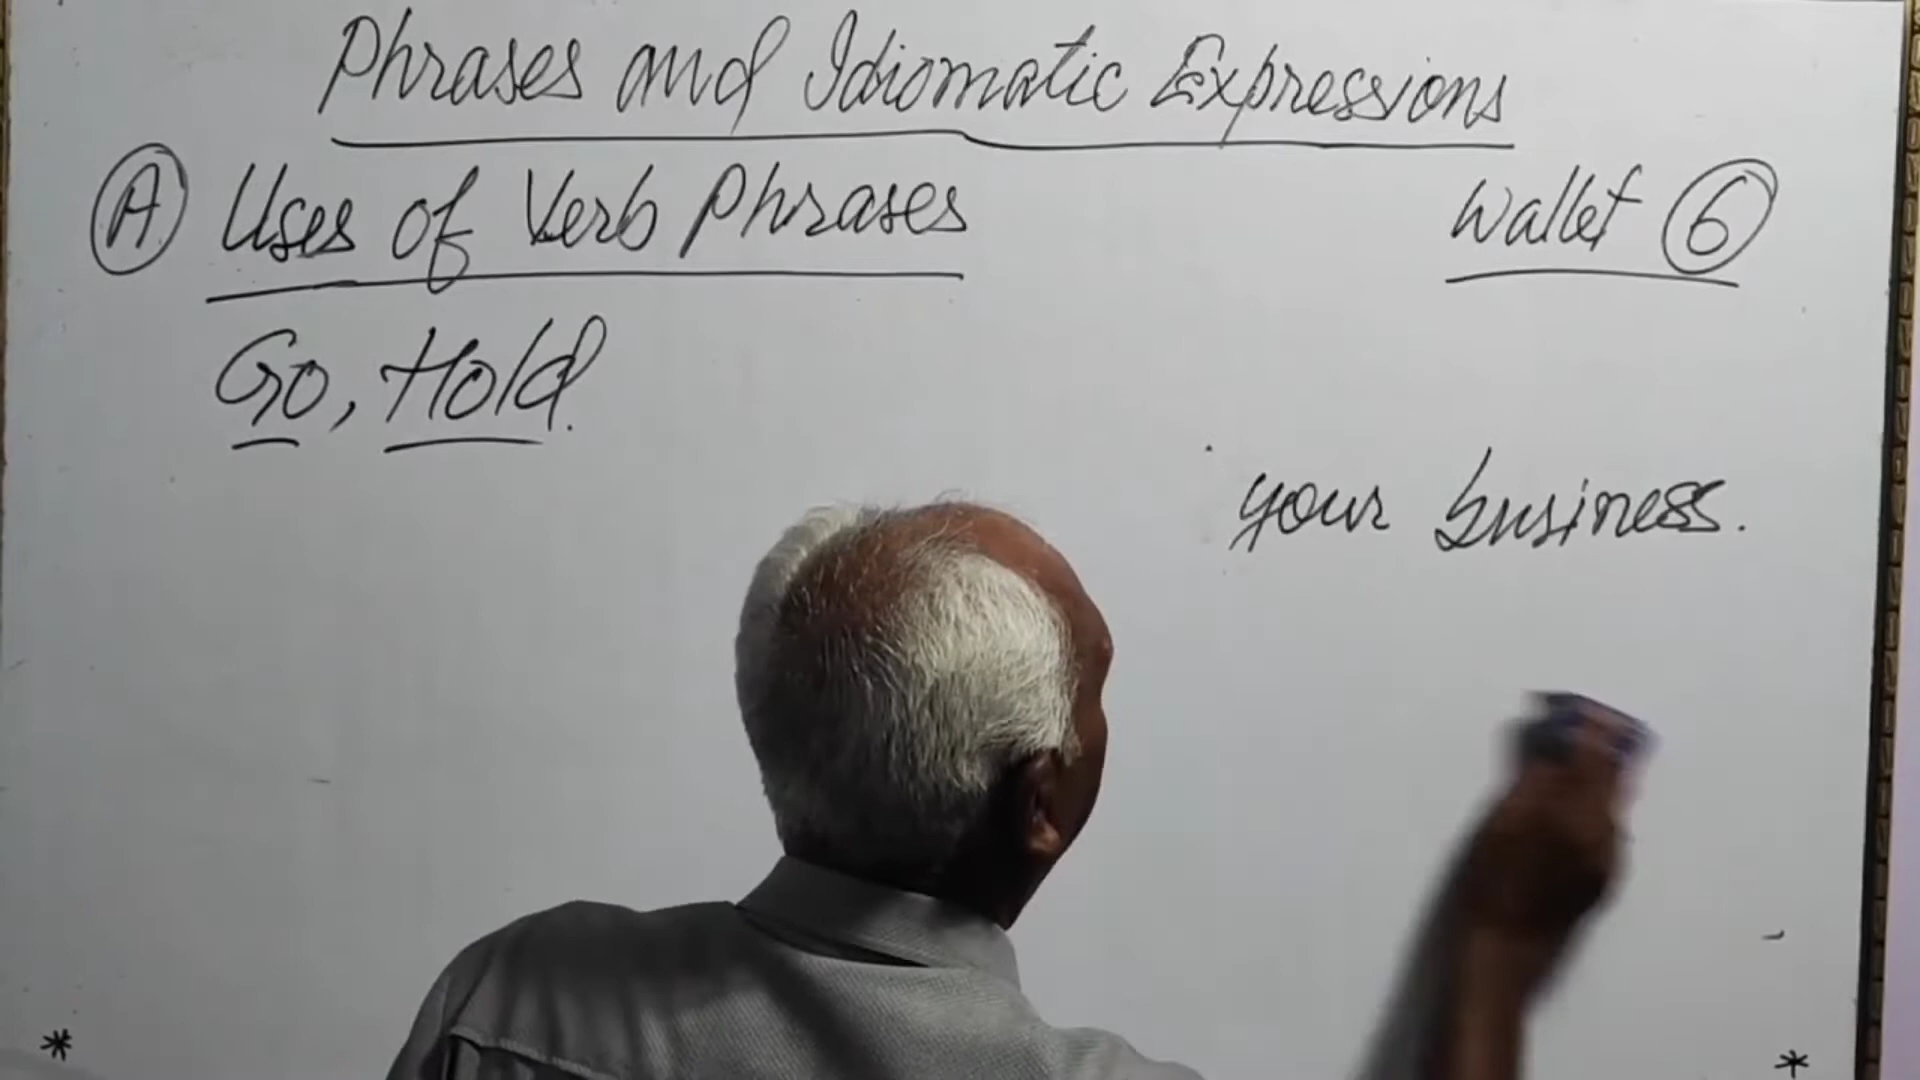 Phrases and Idiomatic Expressions
(A) Uses of Verb Phrases
Wallet (6)
Go, Hold.
your business.
*
*